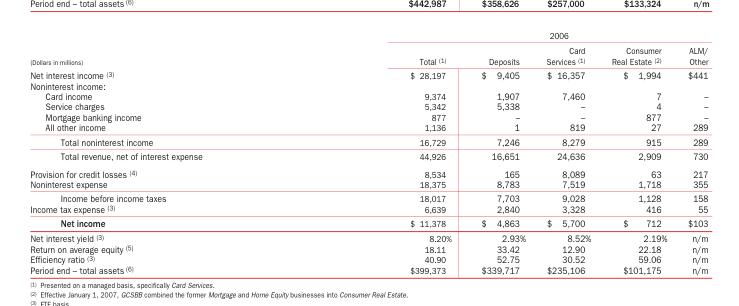 Period end – total assets (6) $442,987 $358,626 $257,000 $133,324 n/m
2006
Card Consumer ALM/
(Dollars in millions) Total (1) Deposits Services (1) Real Estate (2) Other
Net interest income (3) $ 28,197 $ 9,405 $ 16,357 $ 1,994 $441
Noninterest income:
Card income 9,374 1,907 7,460 7 –
Service charges 5,342 5,338 – 4 –
Mortgage banking income 877 – – 877 –
All other income 1,136 1 819 27 289
Total noninterest income 16,729 7,246 8,279 915 289
Total revenue, net of interest expense 44,926 16,651 24,636 2,909 730
Provision for credit losses (4) 8,534 165 8,089 63 217
Noninterest expense 18,375 8,783 7,519 1,718 355
Income before income taxes 18,017 7,703 9,028 1,128 158
Income tax expense (3) 6,639 2,840 3,328 416 55
Net income $ 11,378 $ 4,863 $ 5,700 $ 712 $103
Net interest yield (3) 8.20% 2.93% 8.52% 2.19% n/m
Return on average equity (5) 18.11 33.42 12.90 22.18 n/m
Efficiency ratio (3) 40.90 52.75 30.52 59.06 n/m
Period end – total assets (6) $399,373 $339,717 $235,106 $101,175 n/m
(1) Presented on a managed basis, specifically Card Services.
(2) Effective January 1, 2007, GCSBB combined the former Mortgage and Home Equity businesses into Consumer Real Estate.
(3) FTE basis